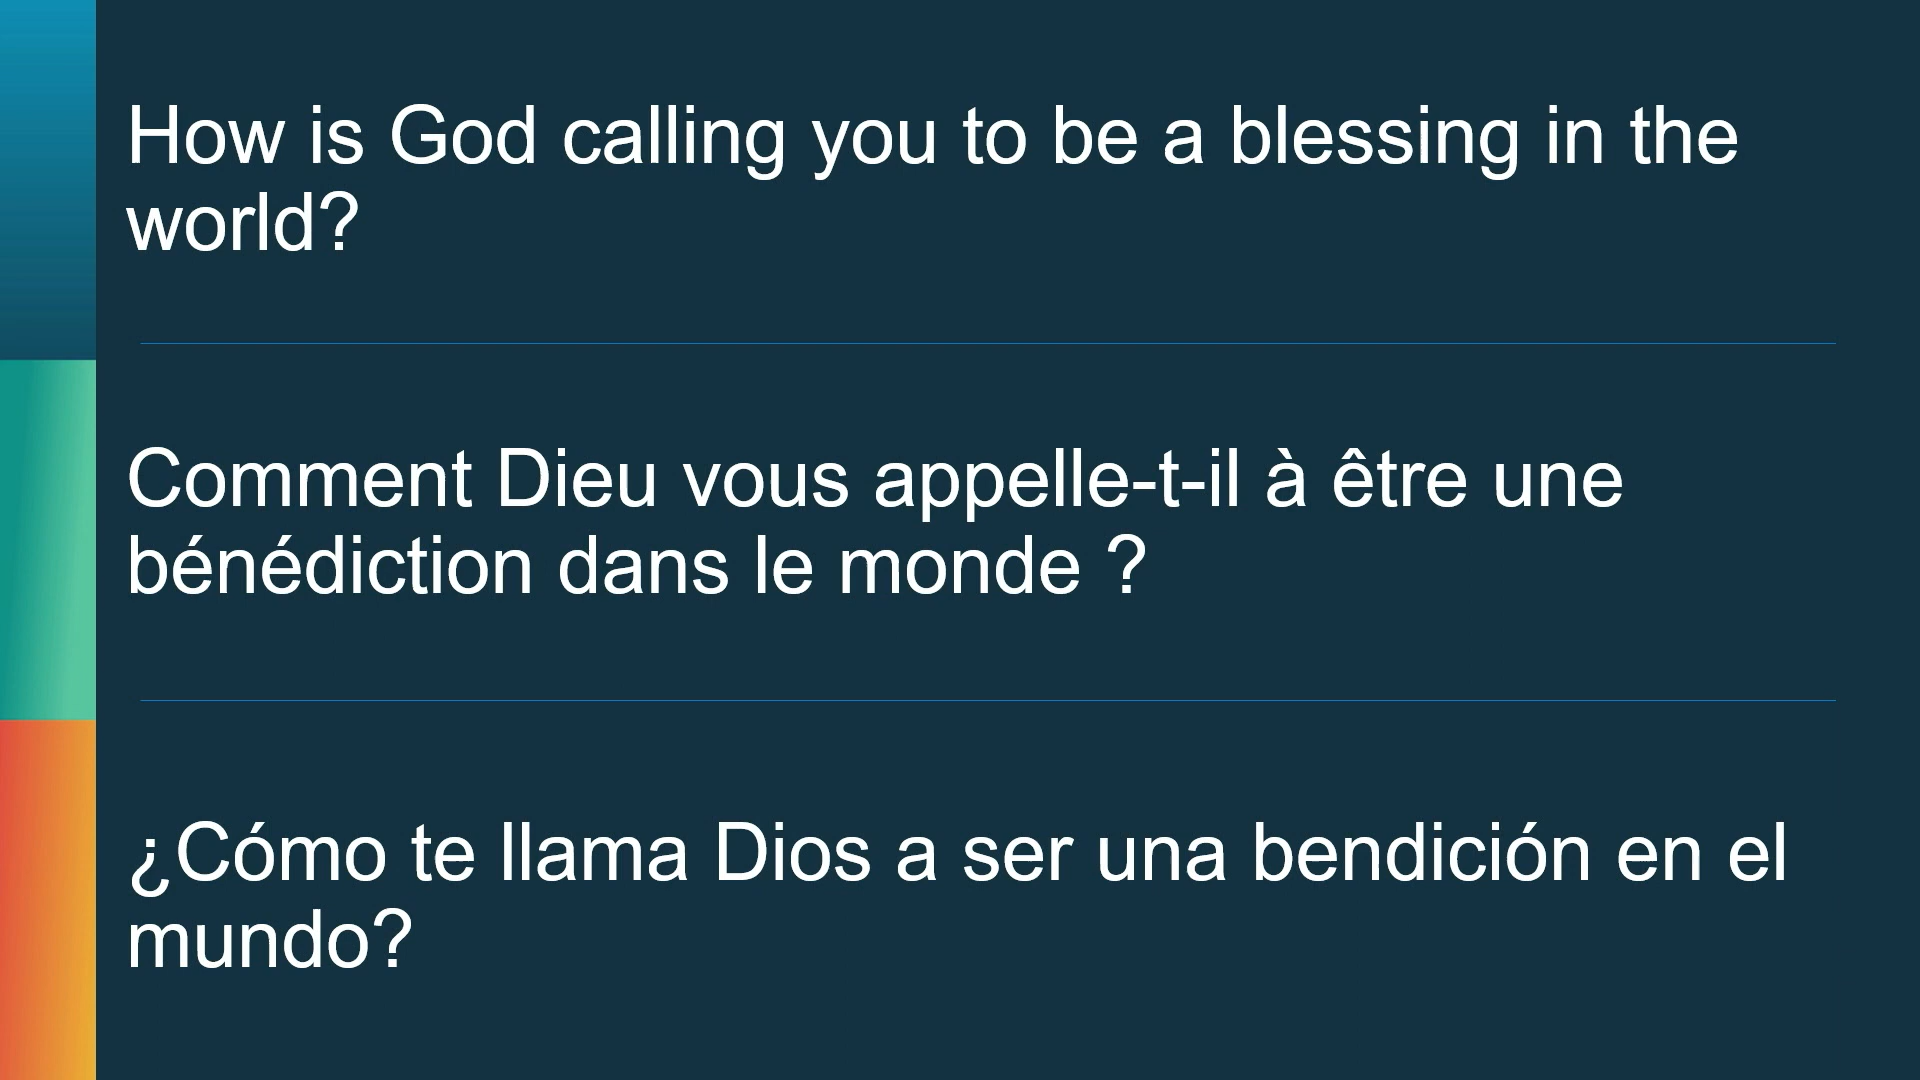 How is God calling you to be a blessing in the
world?
Comment Dieu vous appelle-t-il à être une
bénédiction dans le monde ?
¿Cómo te llama Dios a ser una bendición en el
mundo?